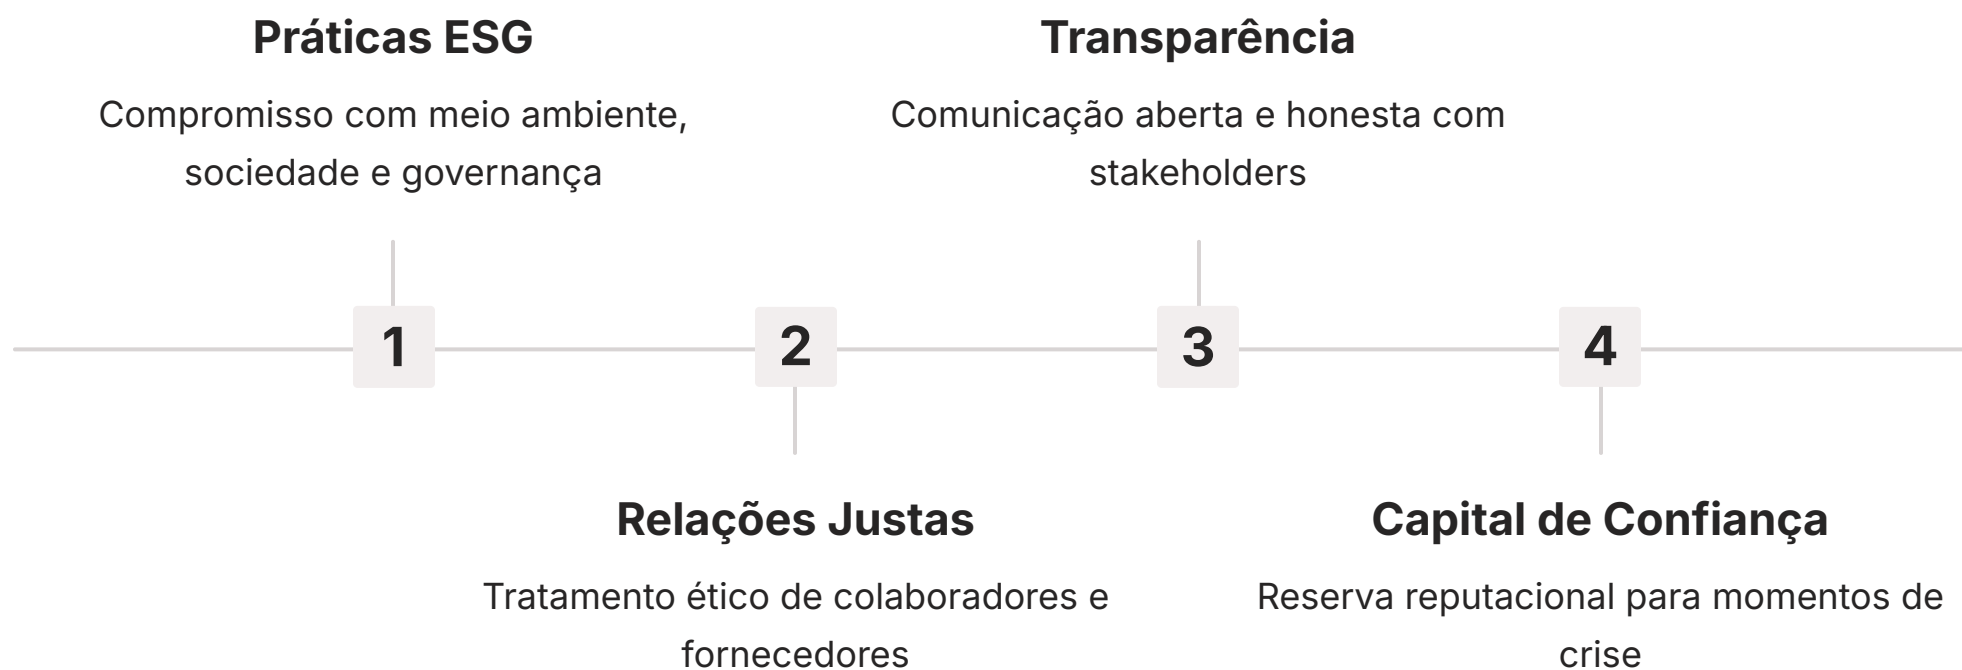 Práticas ESG
Compromisso com meio ambiente,
sociedade e governança
Transparência
Comunicação aberta e honesta com
stakeholders
1
2
3
4
Relações Justas
Tratamento ético de colaboradores e
fornecedores
Capital de Confiança
Reserva reputacional para momentos de
crise